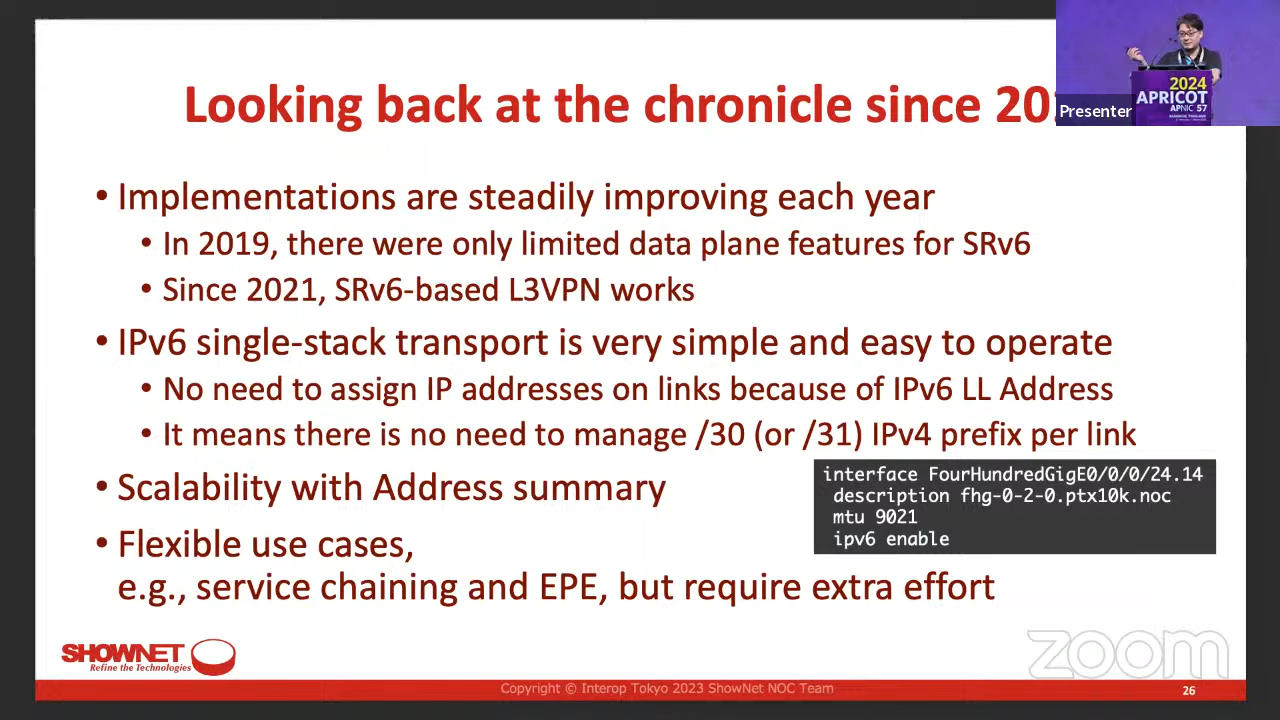 Looking back at the chronicle since
• Implementations are steadily improving each year
• In 2019, there were only limited data plane features for SRv6
• Since 2021, SRv6-based L3VPN works
• IPv6 single-stack transport is very simple and easy to operate
• No need to assign IP addresses on links because of IPv6 LL Address
• It means there is no need to manage /30 (or /31) IPv4 prefix per link
• Scalability with Address summary
• Flexible use cases,
e.g., service chaining and EPE, but require extra effort
interface FourHundredGigE0/0/0/24.14
description fhg-0-2-0.ptx10k.noc
mtu 9021
ipv6 enable
2024
APRICOT
APNIC 57
Presenter
SHOWNET
Refine the Technologies
zoom
Copyright © Interop Tokyo 2023 ShowNet NOC Team
26